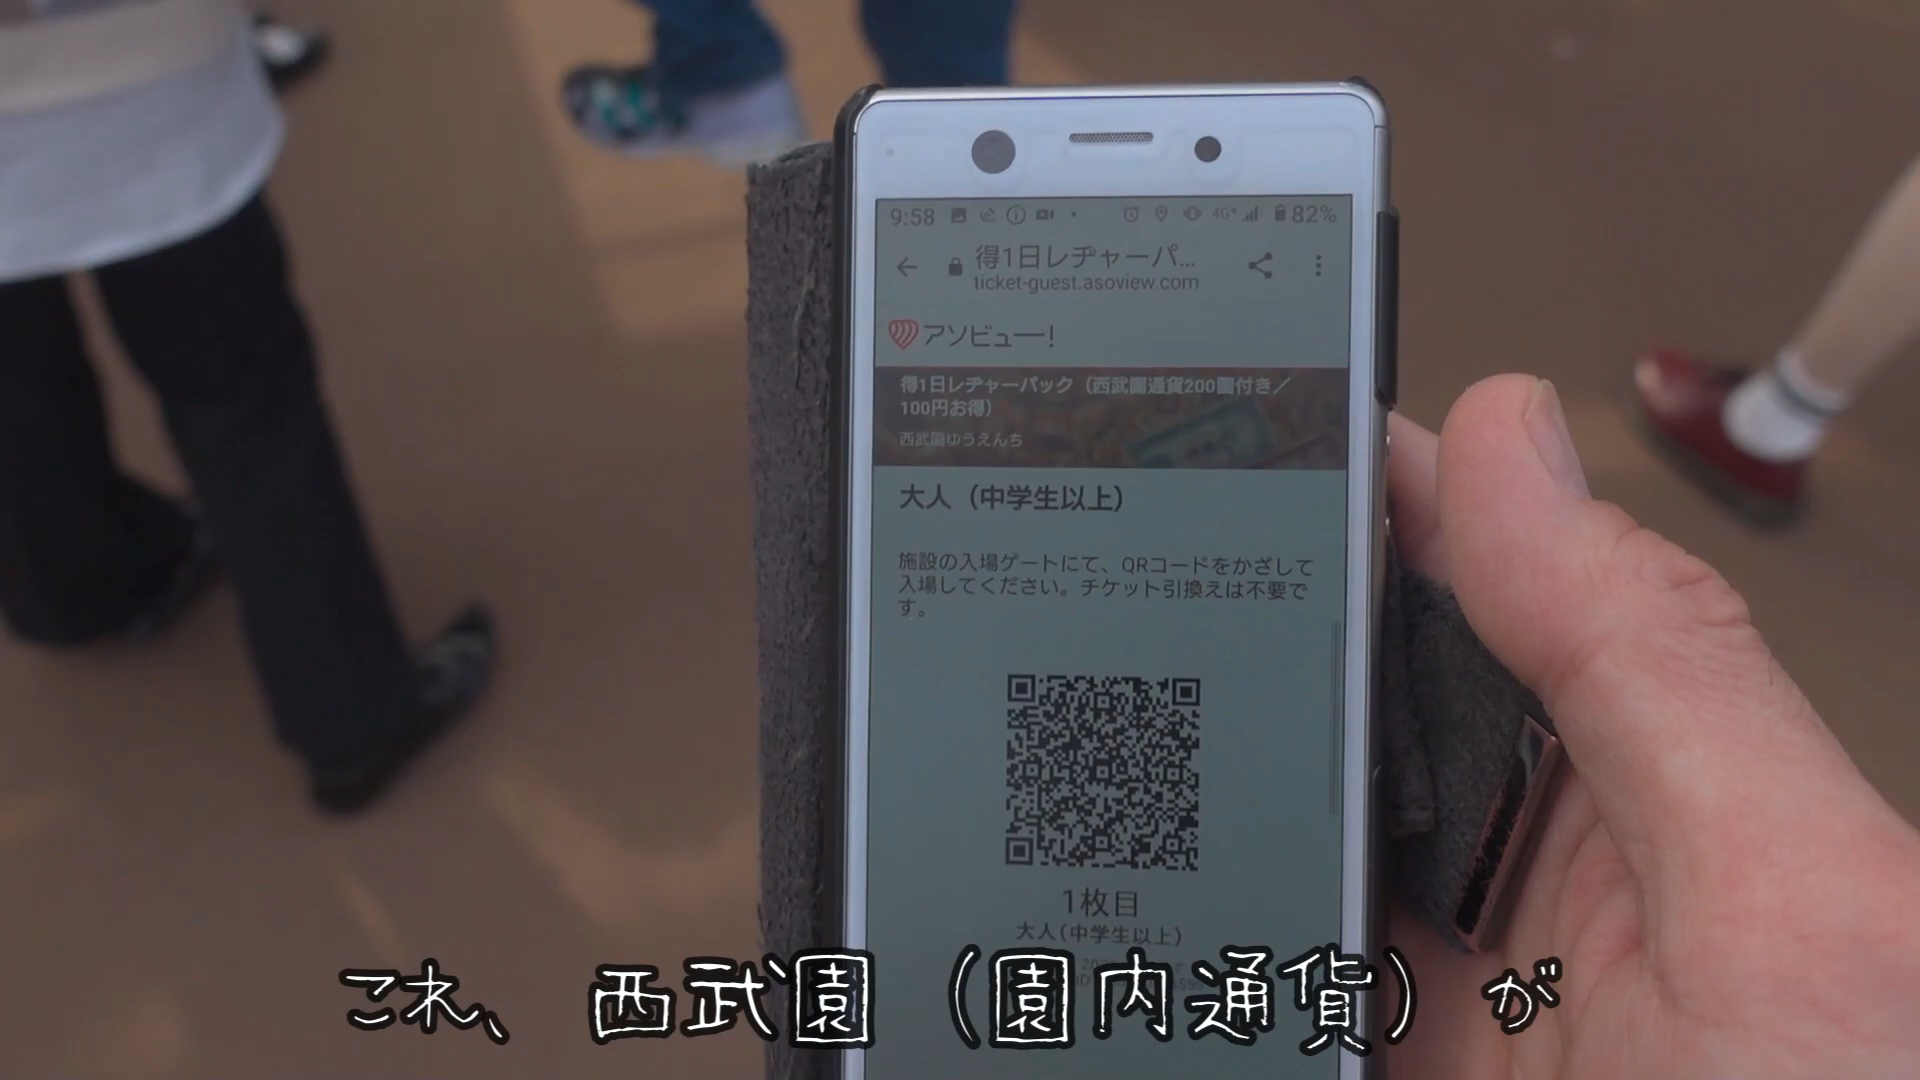 9:58
4G+
82%
得1日レヂャーパ...
ticket-guest.asoview.com
アソビュー!
得1日レヂャーパック（西武園通貨200園付き／
100円お得）
西武園ゆうえんち
大人（中学生以上）
施設の入場ゲートにて、QRコードをかざして
入場してください。チケット引換えは不要で
す。
1枚目
大人（中学生以上）
これ、西武園（園内通貨）が